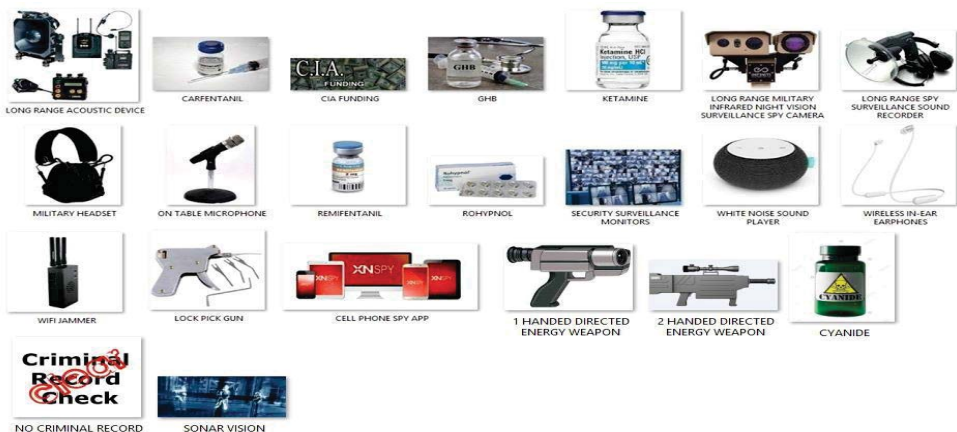 C.I.A.
FUNDING
GHB
Ketamine HCl
LONG RANGE ACOUSTIC DEVICE
CARFENTANIL
CIA FUNDING
GHB
KETAMINE
LONG RANGE MILITARY
INFRARED NIGHT VISION
SURVEILLANCE SPY CAMERA
LONG RANGE SPY
SURVEILLANCE SOUND
RECORDER
Rohypnol
MILITARY HEADSET
ON TABLE MICROPHONE
REMIFENTANIL
ROHYPNOL
SECURITY SURVEILLANCE
MONITORS
WHITE NOISE SOUND
PLAYER
WIRELESS IN-EAR
EARPHONES
XNSPY
CYANIDE
WIFI JAMMER
LOCK PICK GUN
CELL PHONE SPY APP
1 HANDED DIRECTED
ENERGY WEAPON
2 HANDED DIRECTED
ENERGY WEAPON
CYANIDE
Criminal
Record
Check
clear
NO CRIMINAL RECORD
SONAR VISION